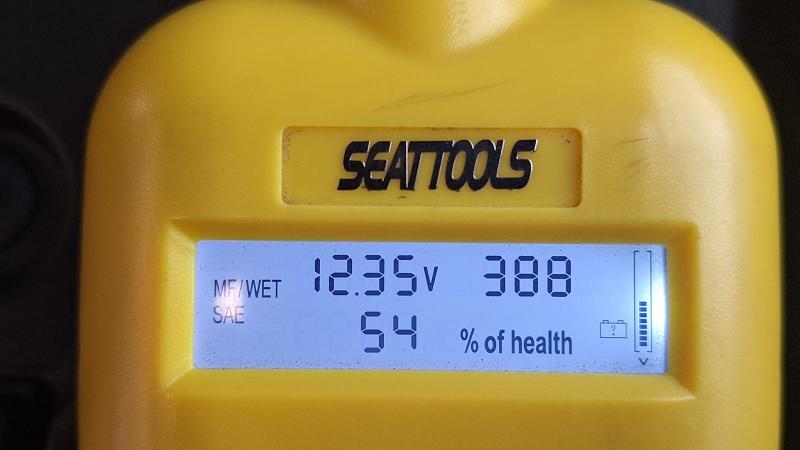 SEATTOOLS
MF/WET 12.35V 388
SAE 54 % of health
?